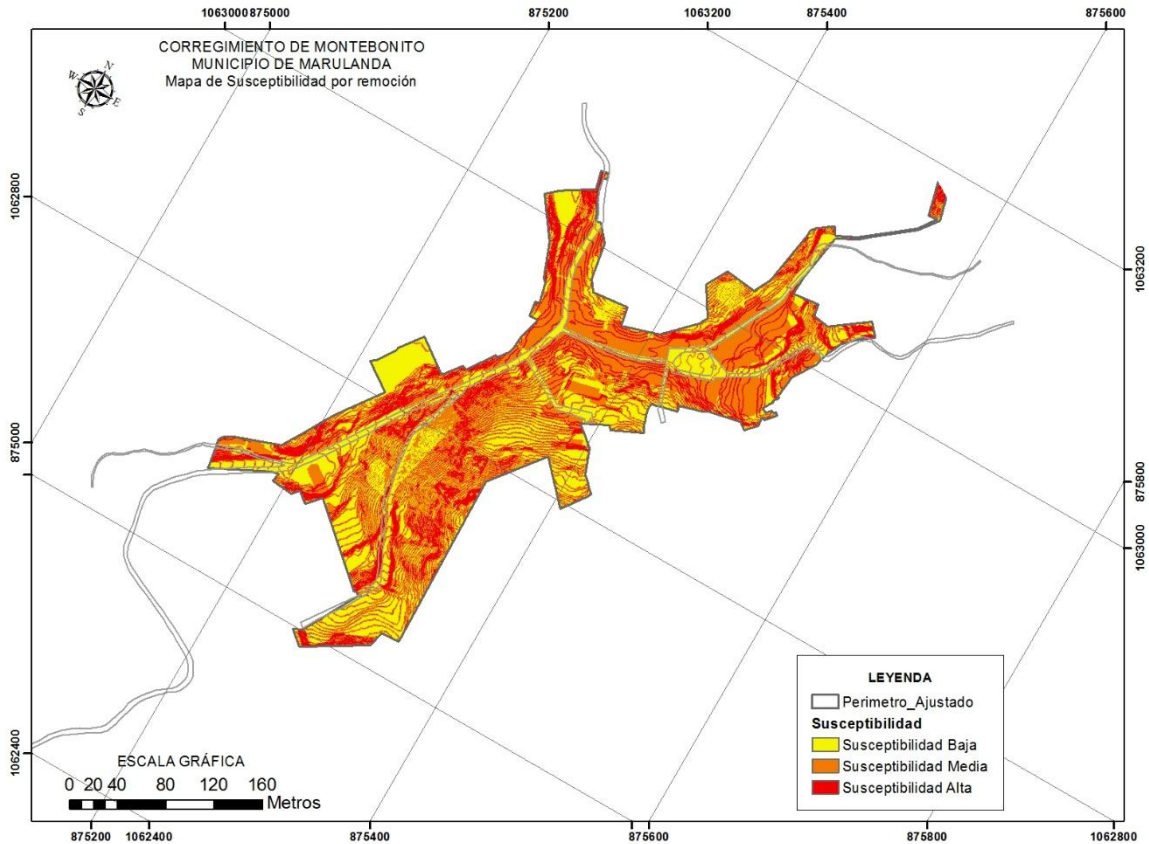 1063000 875000 875200 1063200 875400 875600
CORREGIMIENTO DE MONTEBONITO
MUNICIPIO DE MARULANDA
Mapa de Susceptibilidad por remoción
N
W
E
S
1062800
1063200
875000
875800
1063000
1062400
LEYENDA
Perimetro_Ajustado
Susceptibilidad
Susceptibilidad Baja
Susceptibilidad Media
Susceptibilidad Alta
ESCALA GRÁFICA
0 20 40 80 120 160
Metros
875200 1062400 875400 875600 875800 1062800